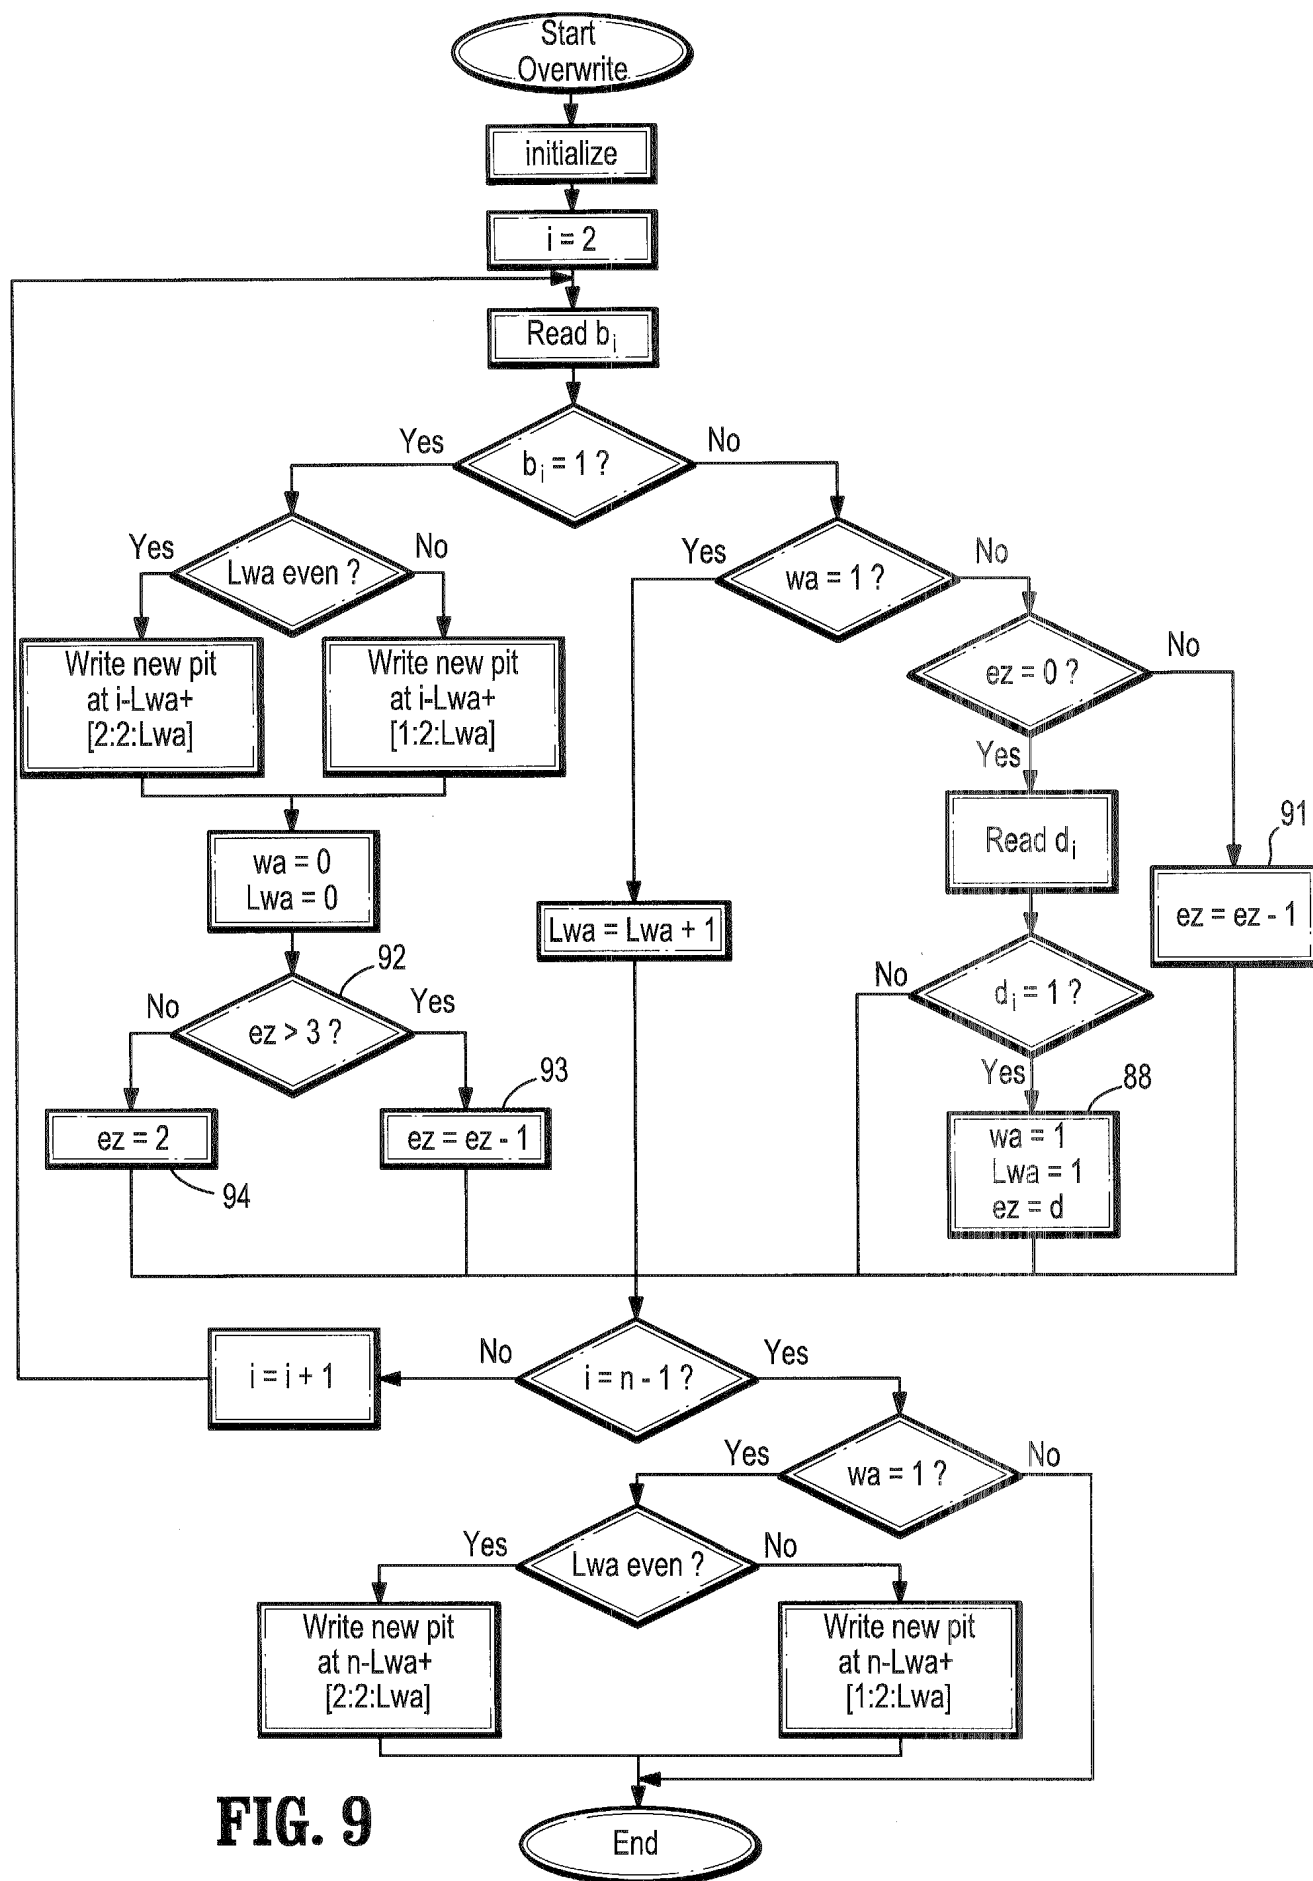 Start
Overwrite
initialize
i = 2
Read bi
Yes
No
bi = 1 ?
Yes
No
Lwa even ?
Yes
No
wa = 1 ?
Write new pit
at i-Lwa+
[2:2:Lwa]
Write new pit
at i-Lwa+
[1:2:Lwa]
No
ez = 0 ?
Yes
Read di
91
ez = ez - 1
wa = 0
Lwa = 0
Lwa = Lwa + 1
92
No
Yes
ez > 3 ?
No
di = 1 ?
Yes
93
88
ez = 2
ez = ez - 1
94
wa = 1
Lwa = 1
ez = d
No
Yes
i = i + 1
i = n - 1 ?
Yes
No
wa = 1 ?
Yes
No
Lwa even ?
Write new pit
at n-Lwa+
[2:2:Lwa]
Write new pit
at n-Lwa+
[1:2:Lwa]
FIG. 9
End